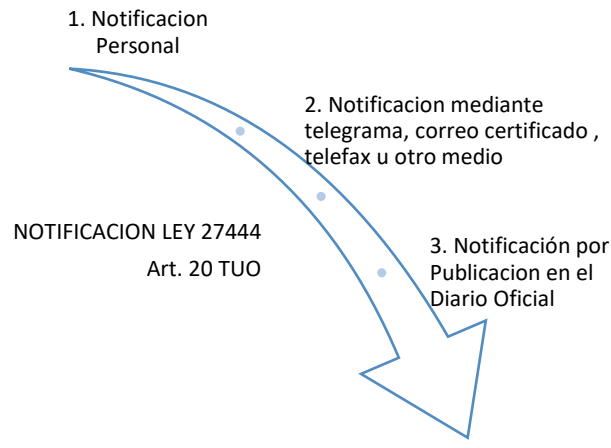 1. Notificacion
Personal
2. Notificacion mediante
telegrama, correo certificado ,
telefax u otro medio
NOTIFICACION LEY 27444
Art. 20 TUO
3. Notificación por
Publicacion en el
Diario Oficial